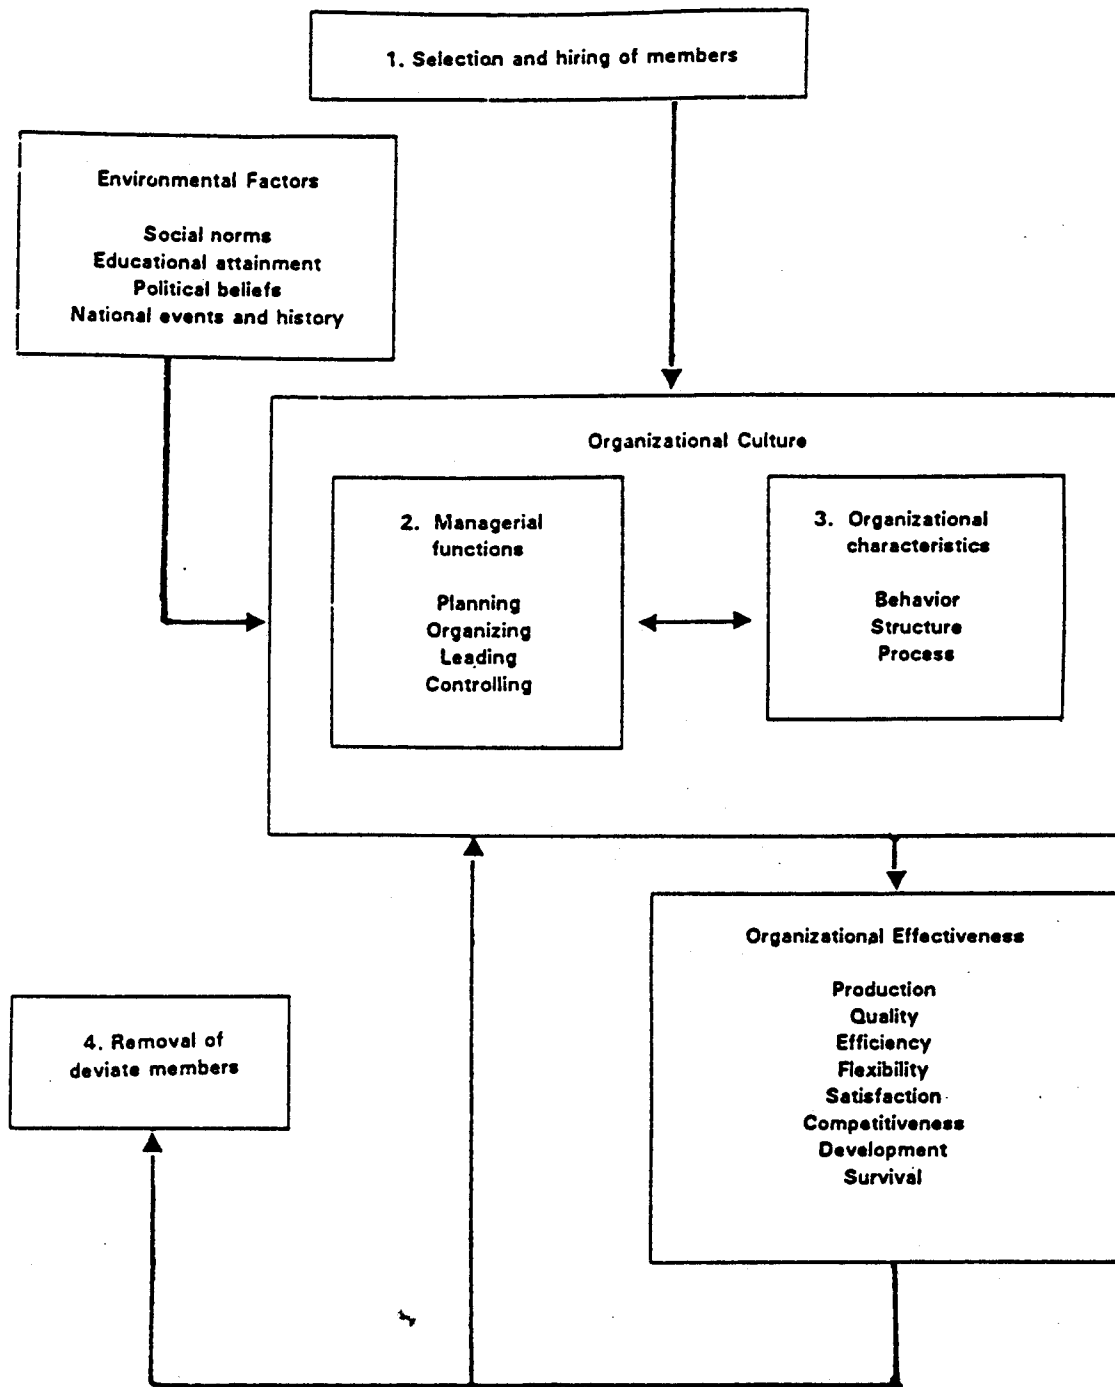 1. Selection and hiring of members
Environmental Factors
Social norms
Educational attainment
Political beliefs
National events and history
Organizational Culture
2. Managerial
functions
Planning
Organizing
Leading
Controlling
3. Organizational
characteristics
Behavior
Structure
Process
Organizational Effectiveness
Production
Quality
Efficiency
Flexibility
Satisfaction
Competitiveness
Development
Survival
4. Removal of
deviate members